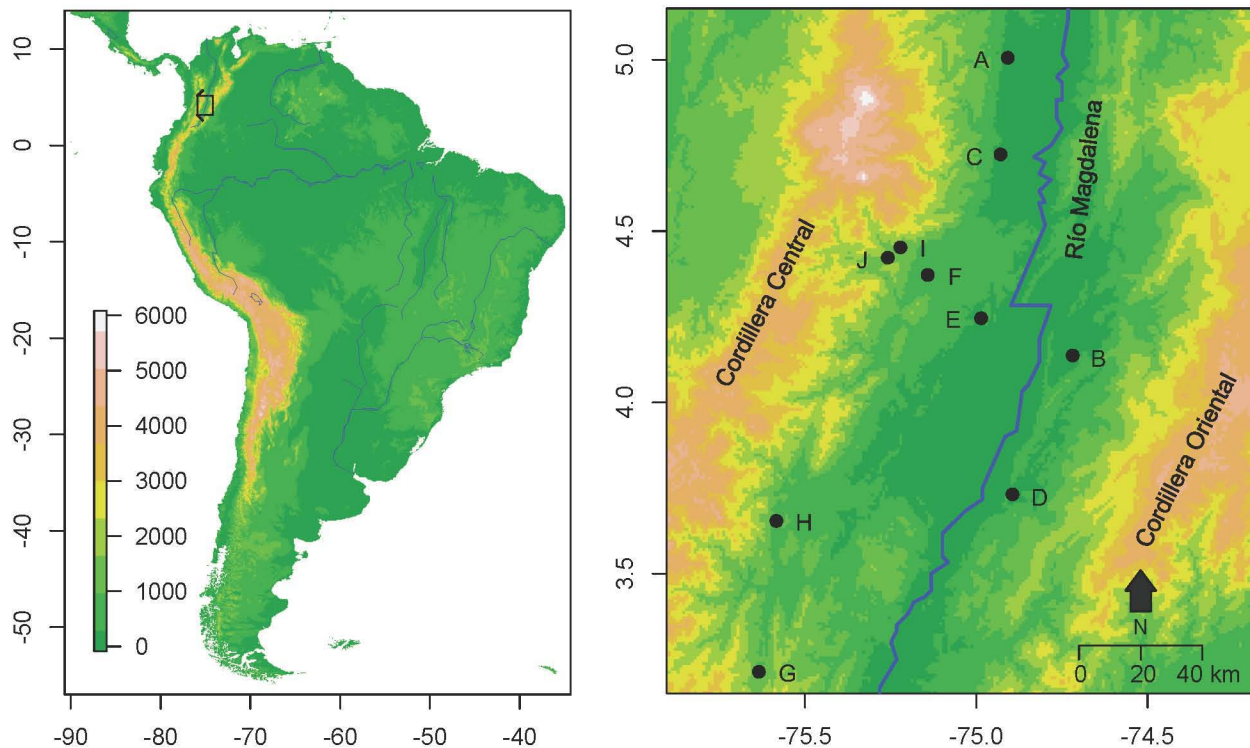 10
0
-10
-20
-30
-40
-50
6000
5000
4000
3000
2000
1000
0
-90
-80
-70
-60
-50
-40
5.0
4.5
4.0
3.5
A
C
Río Magdalena
Cordillera Central
I
J
F
E
B
D
Cordillera Oriental
H
G
N
0 20 40 km
-75.5
-75.0
-74.5